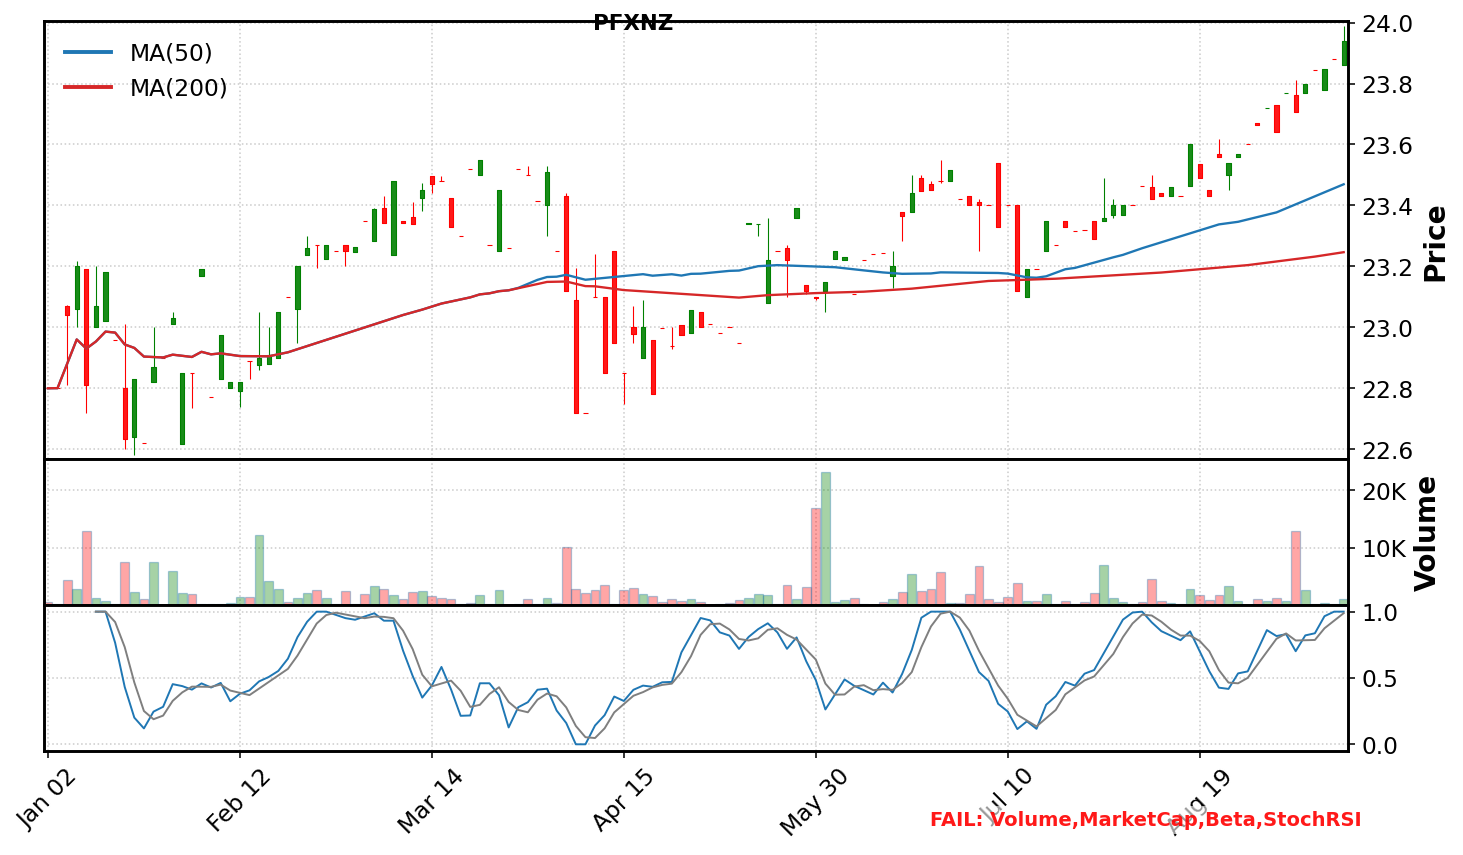 PFXNZ
MA(50)
MA(200)
24.0
23.8
23.6
23.4
23.2
23.0
22.8
22.6
Price
20K
10K
Volume
1.0
0.5
0.0
Jan 02
Feb 12
Mar 14
Apr 15
May 30
Jul 10
Aug 19
FAIL: Volume,MarketCap,Beta,StochRSI